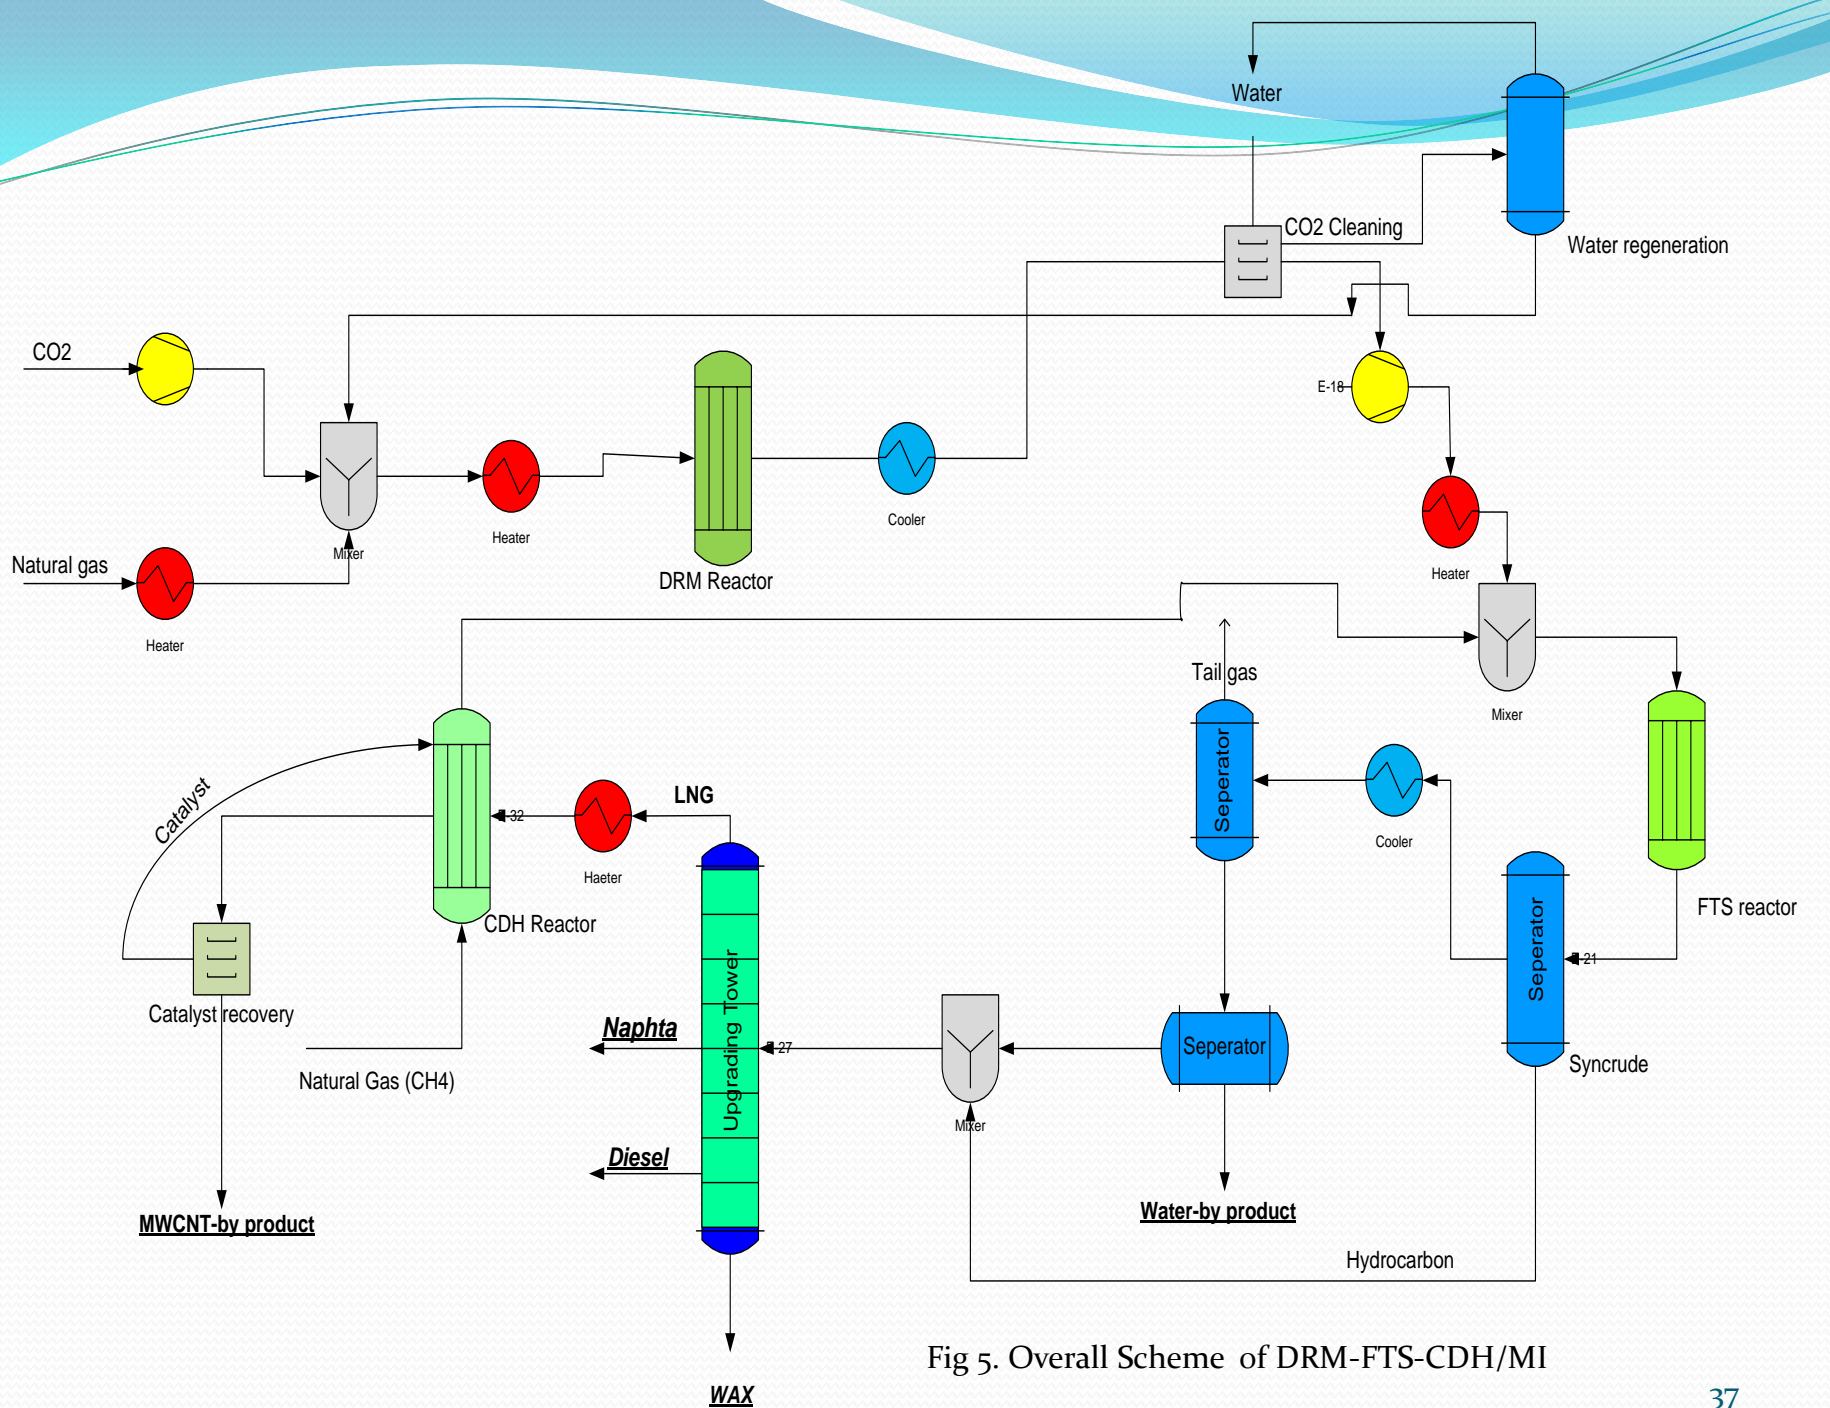 Water
CO2 Cleaning
Water regeneration
CO2
E-18
Mixer
Heater
Cooler
Natural gas
DRM Reactor
Heater
Heater
Tail gas
Mixer
Seperator
Catalyst
LNG
Cooler
-32
Haeter
CDH Reactor
FTS reactor
Seperator
-21
Catalyst recovery
Upgrading Tower
Naphta
-27
Seperator
Syncrude
Natural Gas (CH4)
Mixer
Diesel
MWCNT-by product
Water-by product
Hydrocarbon
Fig 5. Overall Scheme of DRM-FTS-CDH/MI
WAX
37